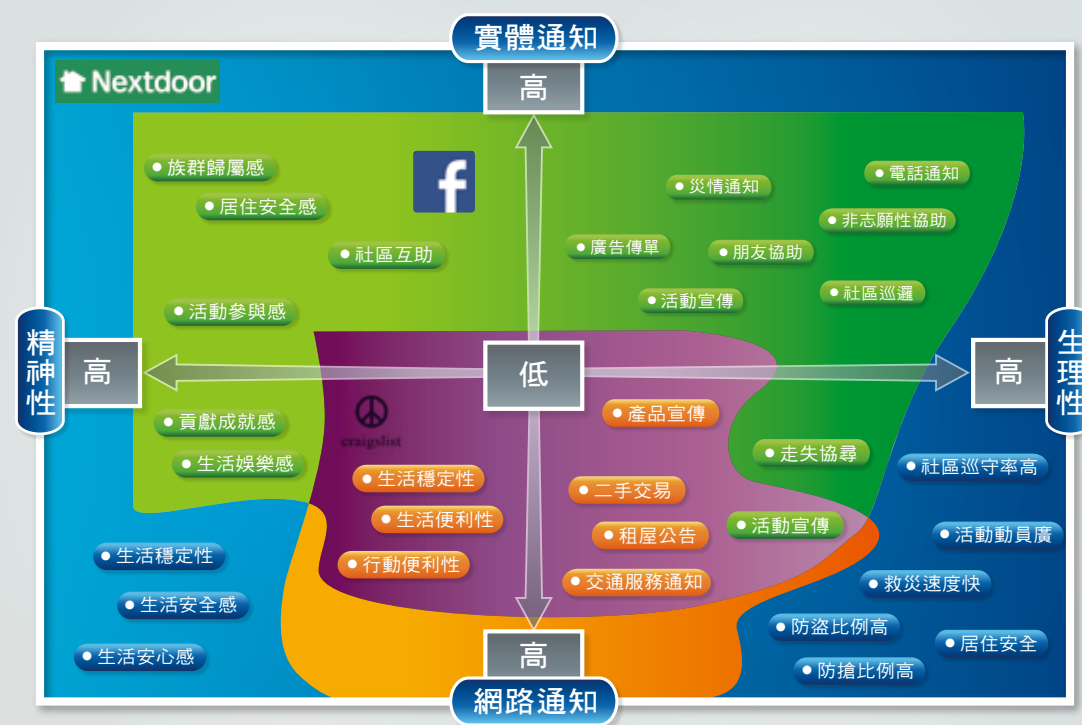 實體通知
高
Nextdoor
f
• 族群歸屬感
• 居住安全感
• 社區互助
• 活動參與感
• 災情通知
• 電話通知
• 非志願性協助
• 廣告傳單
• 朋友協助
• 活動宣傳
• 社區巡邏
精神性
高
低
高
生理性
craigslist
• 貢獻成就感
• 生活娛樂感
• 生活穩定性
• 生活便利性
• 行動便利性
• 產品宣傳
• 二手交易
• 租屋公告
• 交通服務通知
• 走失協尋
• 活動宣傳
• 生活穩定性
• 生活安全感
• 生活安心感
• 社區巡守率高
• 活動動員廣
• 救災速度快
• 防盜比例高
• 居住安全
• 防搶比例高
高
網路通知